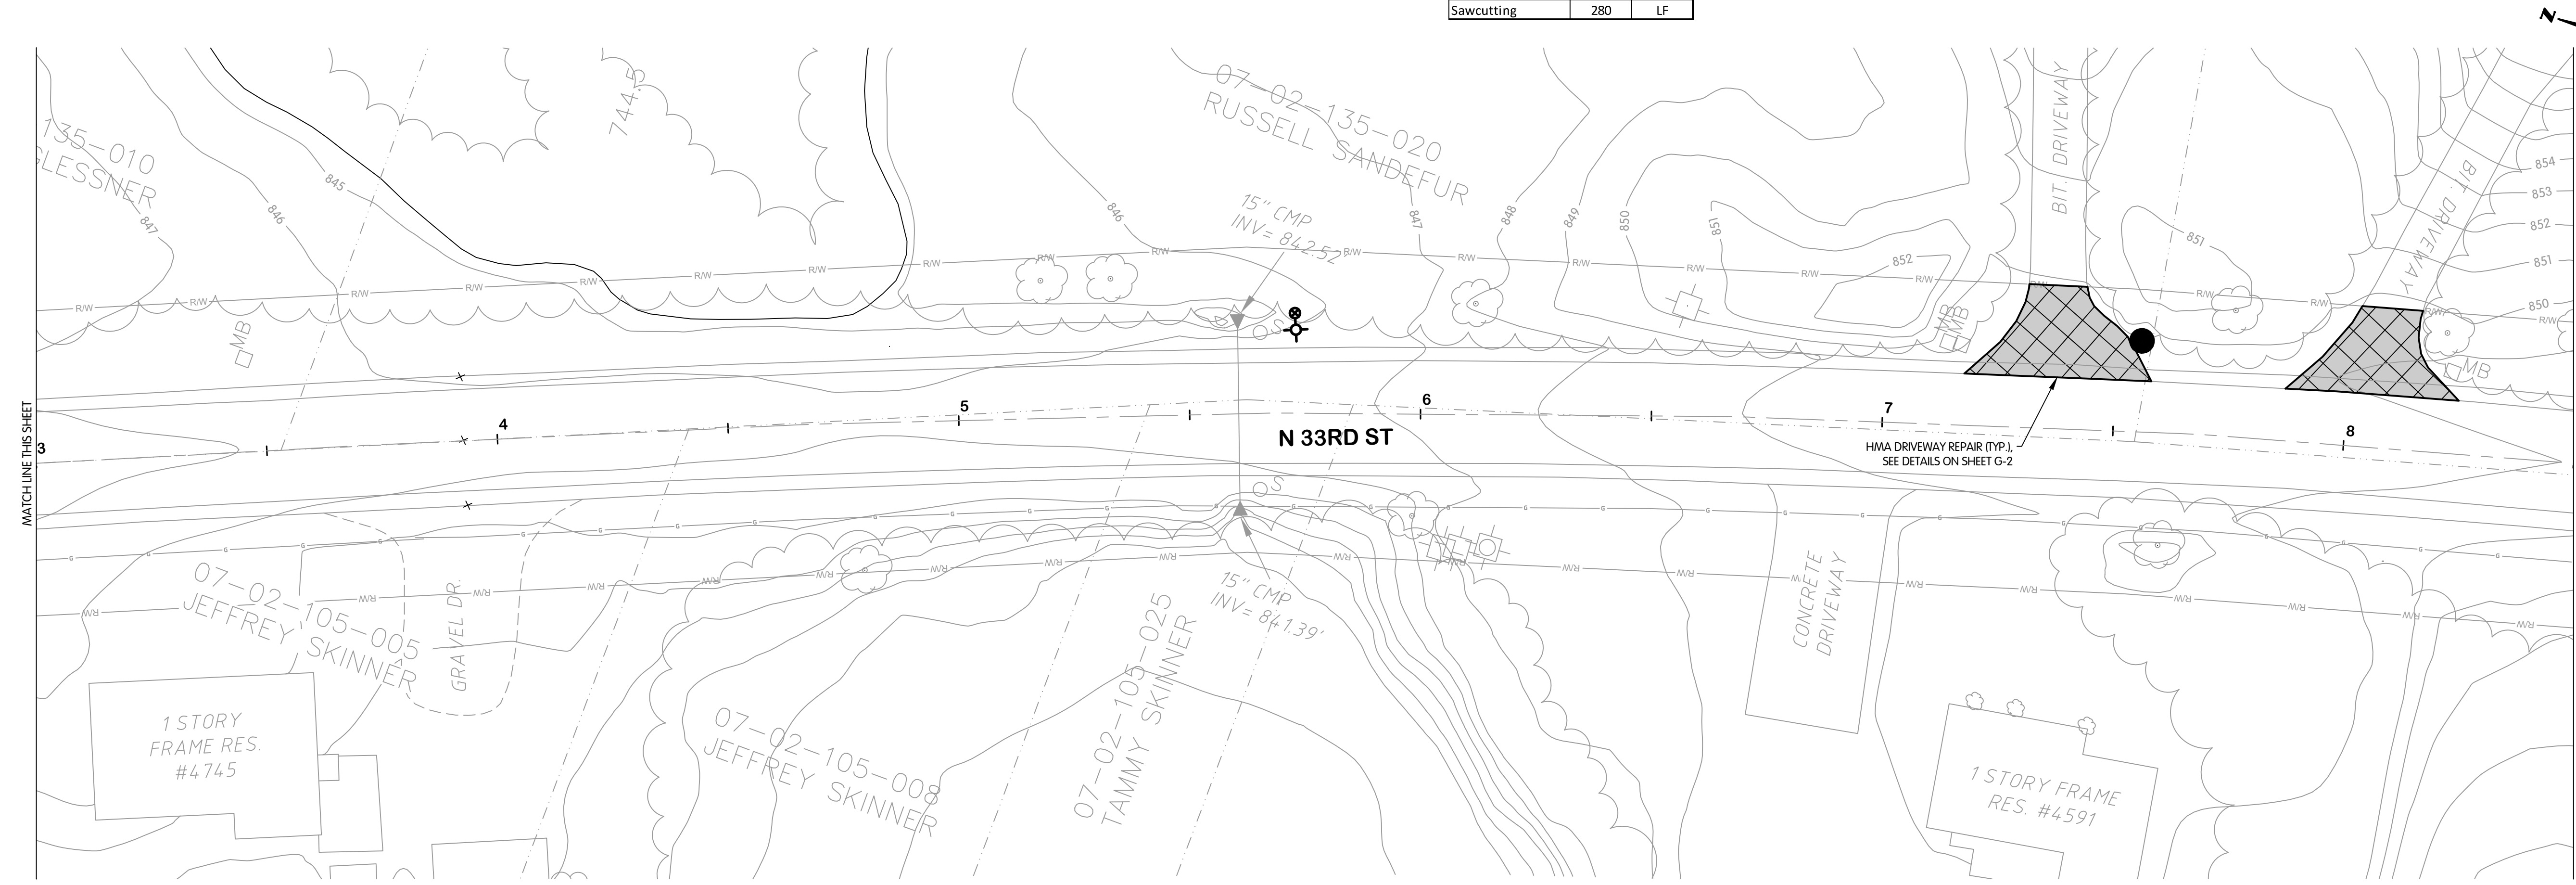 Sawcutting 280 LF
N
135-010
GLESSNER
847
846
845
744.5
07-02-135-020
RUSSELL SANDEFUR
15" CMP
INV= 842.52'
846
847
848
849
850
851
852
BIT. DRIVEWAY
851
BIT. DRIVEWAY
854
853
852
851
850
R/W R/W R/W R/W R/W R/W R/W R/W R/W R/W R/W R/W R/W R/W R/W R/W R/W R/W R/W R/W R/W R/W
MB
OS
MB
MB
MATCH LINE THIS SHEET
3
4
5
6
7
8
N 33RD ST
HMA DRIVEWAY REPAIR (TYP.),
SEE DETAILS ON SHEET G-2
OS
G G G G G G G G G G G G G G G G G G G G G G G G G G G G G G G G
R/W R/W R/W R/W R/W R/W R/W R/W R/W R/W R/W R/W R/W R/W R/W R/W R/W R/W R/W R/W R/W R/W
07-02-105-005
JEFFREY SKINNER
GRAVEL DR.
15" CMP
INV= 841.39'
CONCRETE
DRIVEWAY
07-02-105-025
TAMMY SKINNER
07-02-105-008
JEFFREY SKINNER
1 STORY
FRAME RES.
#4745
1 STORY FRAME
RES. #4591